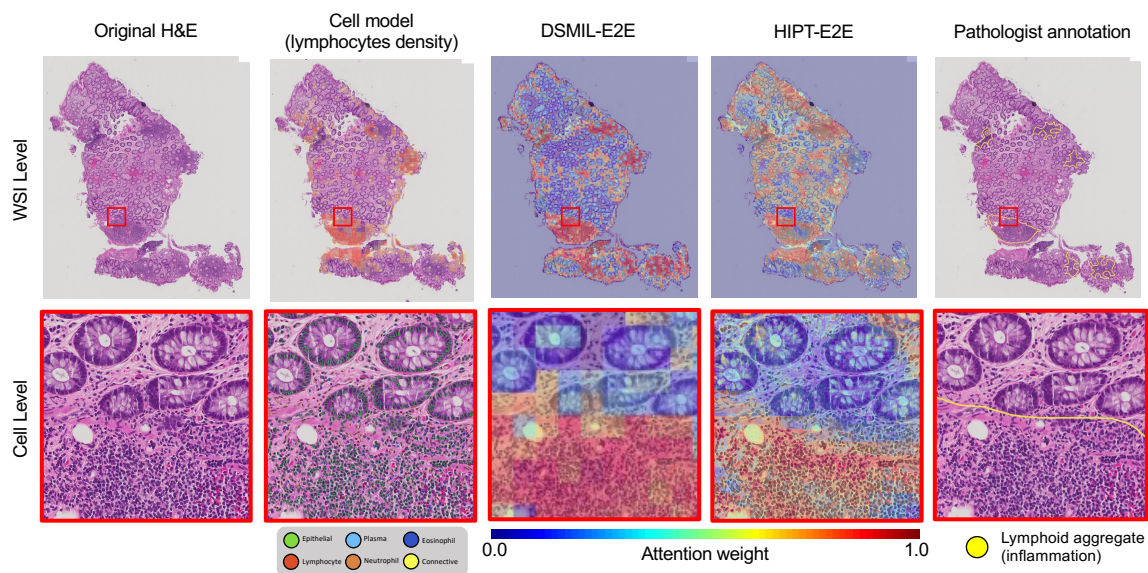 Original H&E
Cell model
(lymphocytes density)
DSMIL-E2E
HIPT-E2E
Pathologist annotation
WSI Level
Cell Level
Epithelial
Plasma
Eosinophil
Lymphocyte
Neutrophil
Connective
0.0
Attention weight
1.0
Lymphoid aggregate
(inflammation)